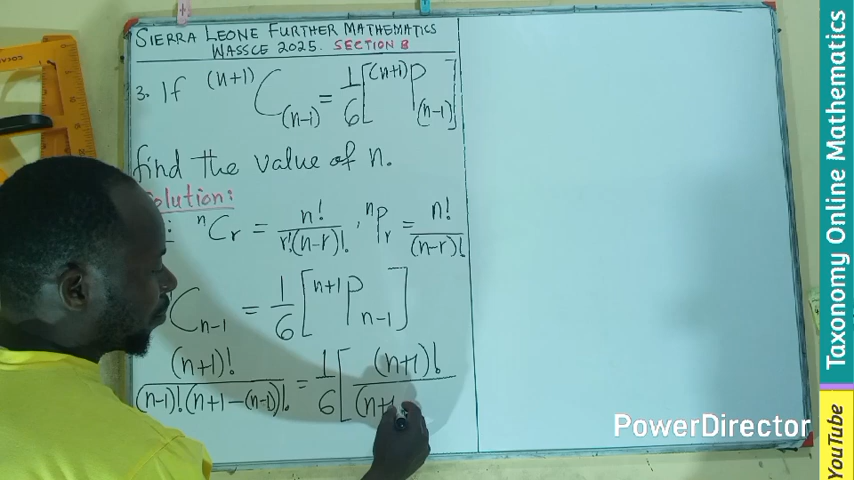 SIERRA LEONE FURTHER MATHEMATICS
WASSCE 2025. SECTION B
3. If (n+1)C(n-1) = 1/6[(n+1)P(n-1)]
find the value of n.
Solution:
nCr = n!/r!(n-r)!, nPr = n!/(n-r)!
Cn-1 = 1/6[n+1Pn-1]
(n+1)!/(n-1)!(n+1-(n-1))! = 1/6[(n+1)!/(n+1
PowerDirector
Taxonomy Online Mathematics
YouTube